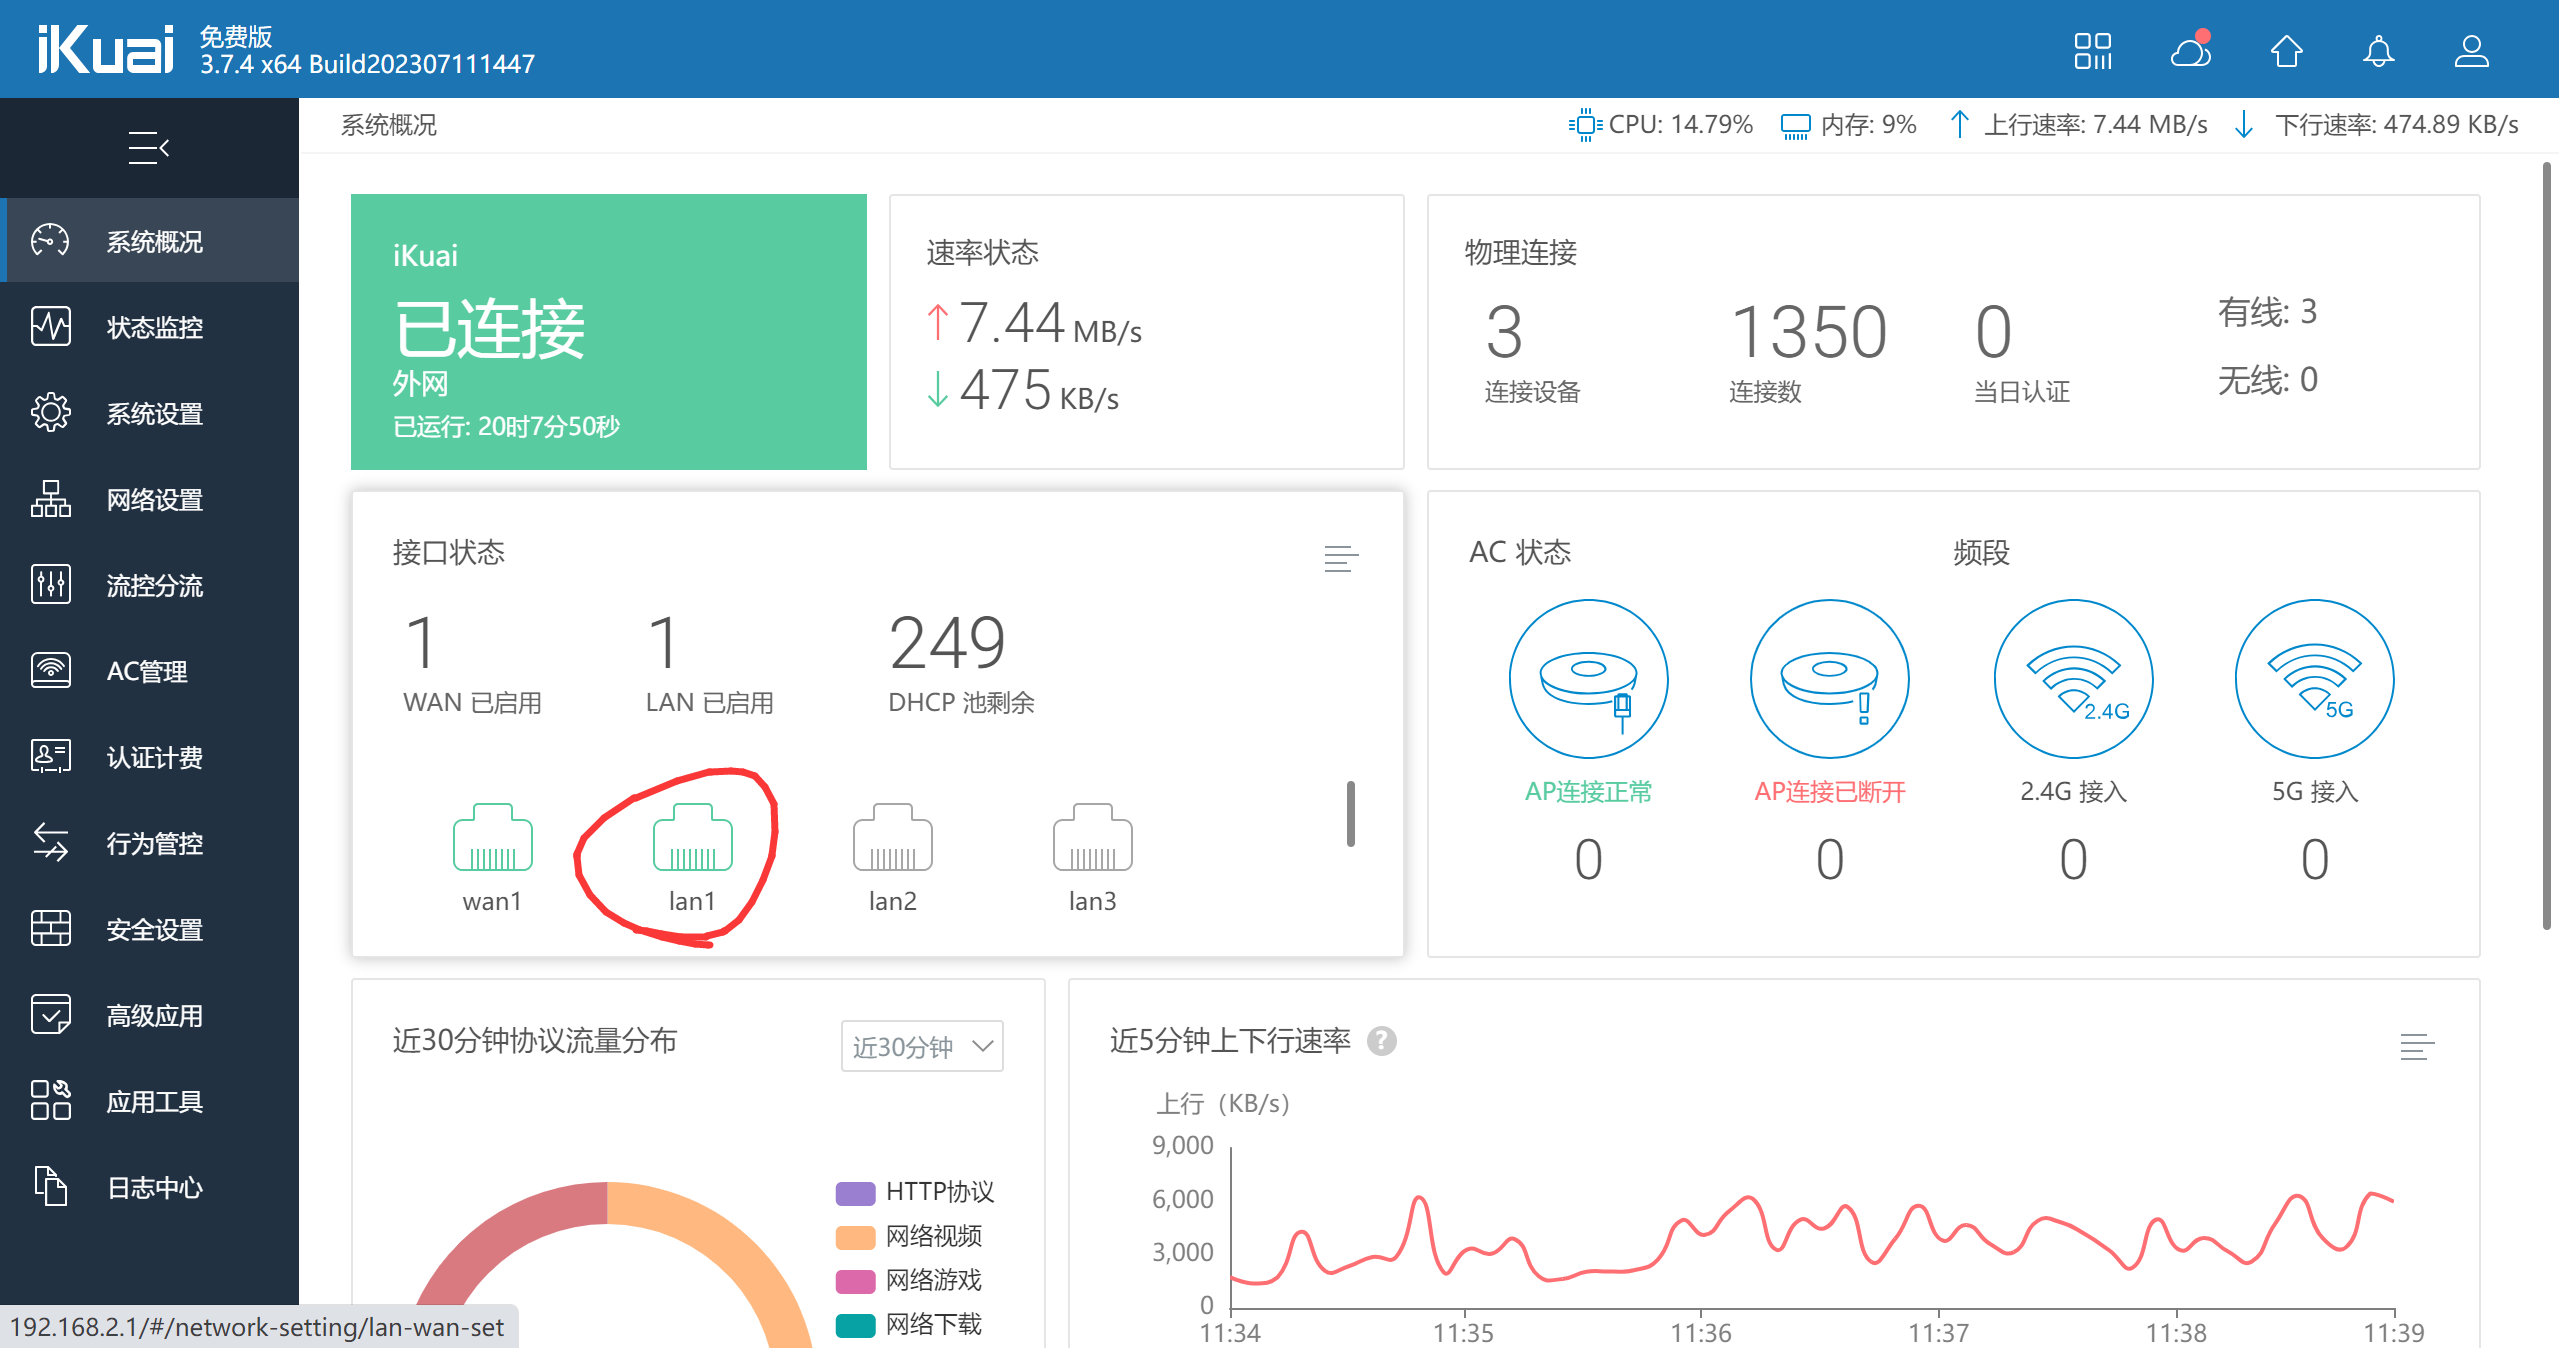 iKuai
免费版
3.7.4 x64 Build202307111447
系统概况
CPU: 14.79%
内存: 9%
上行速率: 7.44 MB/s
下行速率: 474.89 KB/s
系统概况
状态监控
系统设置
网络设置
流控分流
AC管理
认证计费
行为管控
安全设置
高级应用
应用工具
日志中心
iKuai
已连接
外网
已运行: 20时7分50秒
速率状态
7.44 MB/s
475 KB/s
物理连接
3
连接设备
1350
连接数
0
当日认证
有线: 3
无线: 0
接口状态
1
WAN 已启用
1
LAN 已启用
249
DHCP 池剩余
wan1
lan1
lan2
lan3
AC 状态
频段
2.4G
5G
AP连接正常
AP连接已断开
2.4G 接入
5G 接入
0
0
0
0
近30分钟协议流量分布
近30分钟
HTTP协议
网络视频
网络游戏
网络下载
近5分钟上下行速率
?
上行（KB/s）
9,000
6,000
3,000
0
11:34
11:35
11:36
11:37
11:38
11:39
192.168.2.1/#/network-setting/lan-wan-set